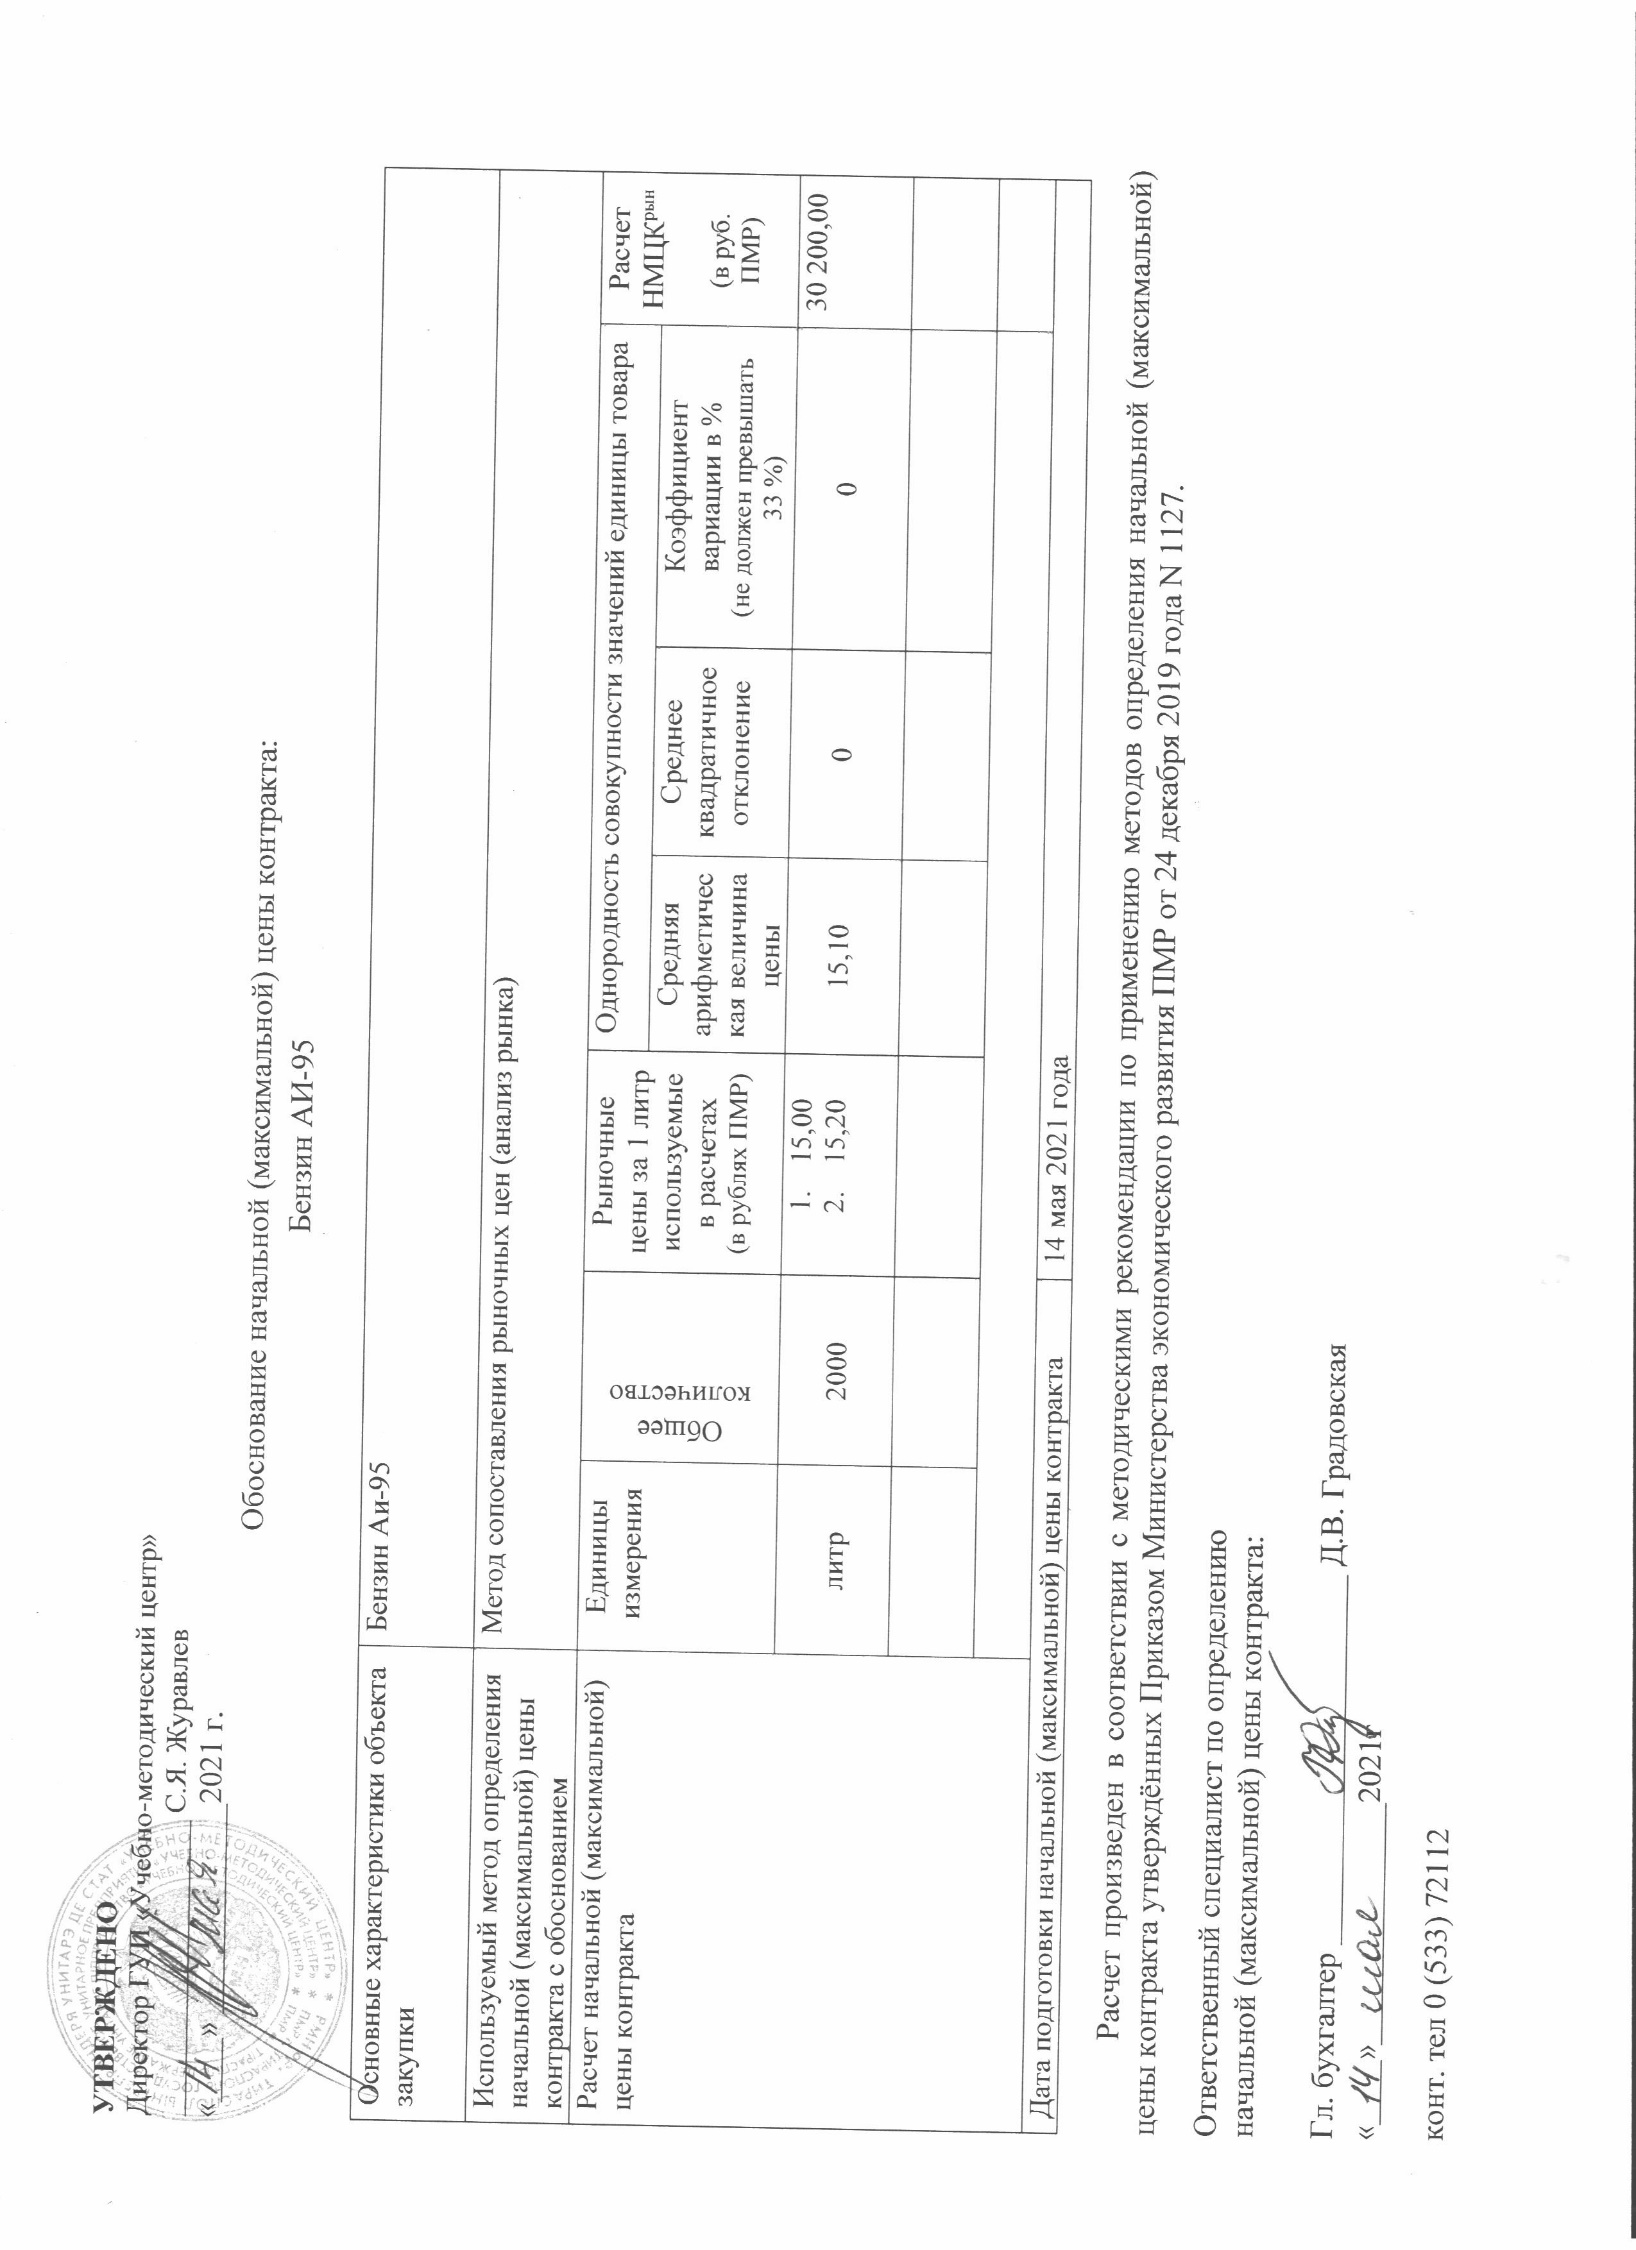 УТВЕРЖДЕНО
Директор ГУП «Учебно-методический центр»
С.Я. Журавлев
« 14 » мая 2021 г.
Обоснование начальной (максимальной) цены контракта:
Бензин АИ-95
Основные характеристики объекта
закупки
Бензин Аи-95
Используемый метод определения
начальной (максимальной) цены
контракта с обоснованием
Метод сопоставления рыночных цен (анализ рынка)
Расчет начальной (максимальной)
цены контракта
Единицы
измерения
Общее
количество
Рыночные
цены за 1 литр
используемые
в расчетах
(в рублях ПМР)
Однородность совокупности значений единицы товара
Средняя
арифметичес
кая величина
цены
Среднее
квадратичное
отклонение
Коэффициент
вариации в %
(не должен превышать
33 %)
Расчет
НМЦКрын
(в руб.
ПМР)
литр
2000
1. 15,00
2. 15,20
15,10
0
0
30 200,00
Дата подготовки начальной (максимальной) цены контракта
14 мая 2021 года
Расчет произведен в соответствии с методическими рекомендации по применению методов определения начальной (максимальной)
цены контракта утверждённых Приказом Министерства экономического развития ПМР от 24 декабря 2019 года N 1127.
Ответственный специалист по определению
начальной (максимальной) цены контракта:
Гл. бухгалтер Д.В. Градовская
« 14 » мая 2021г
конт. тел 0 (533) 72112